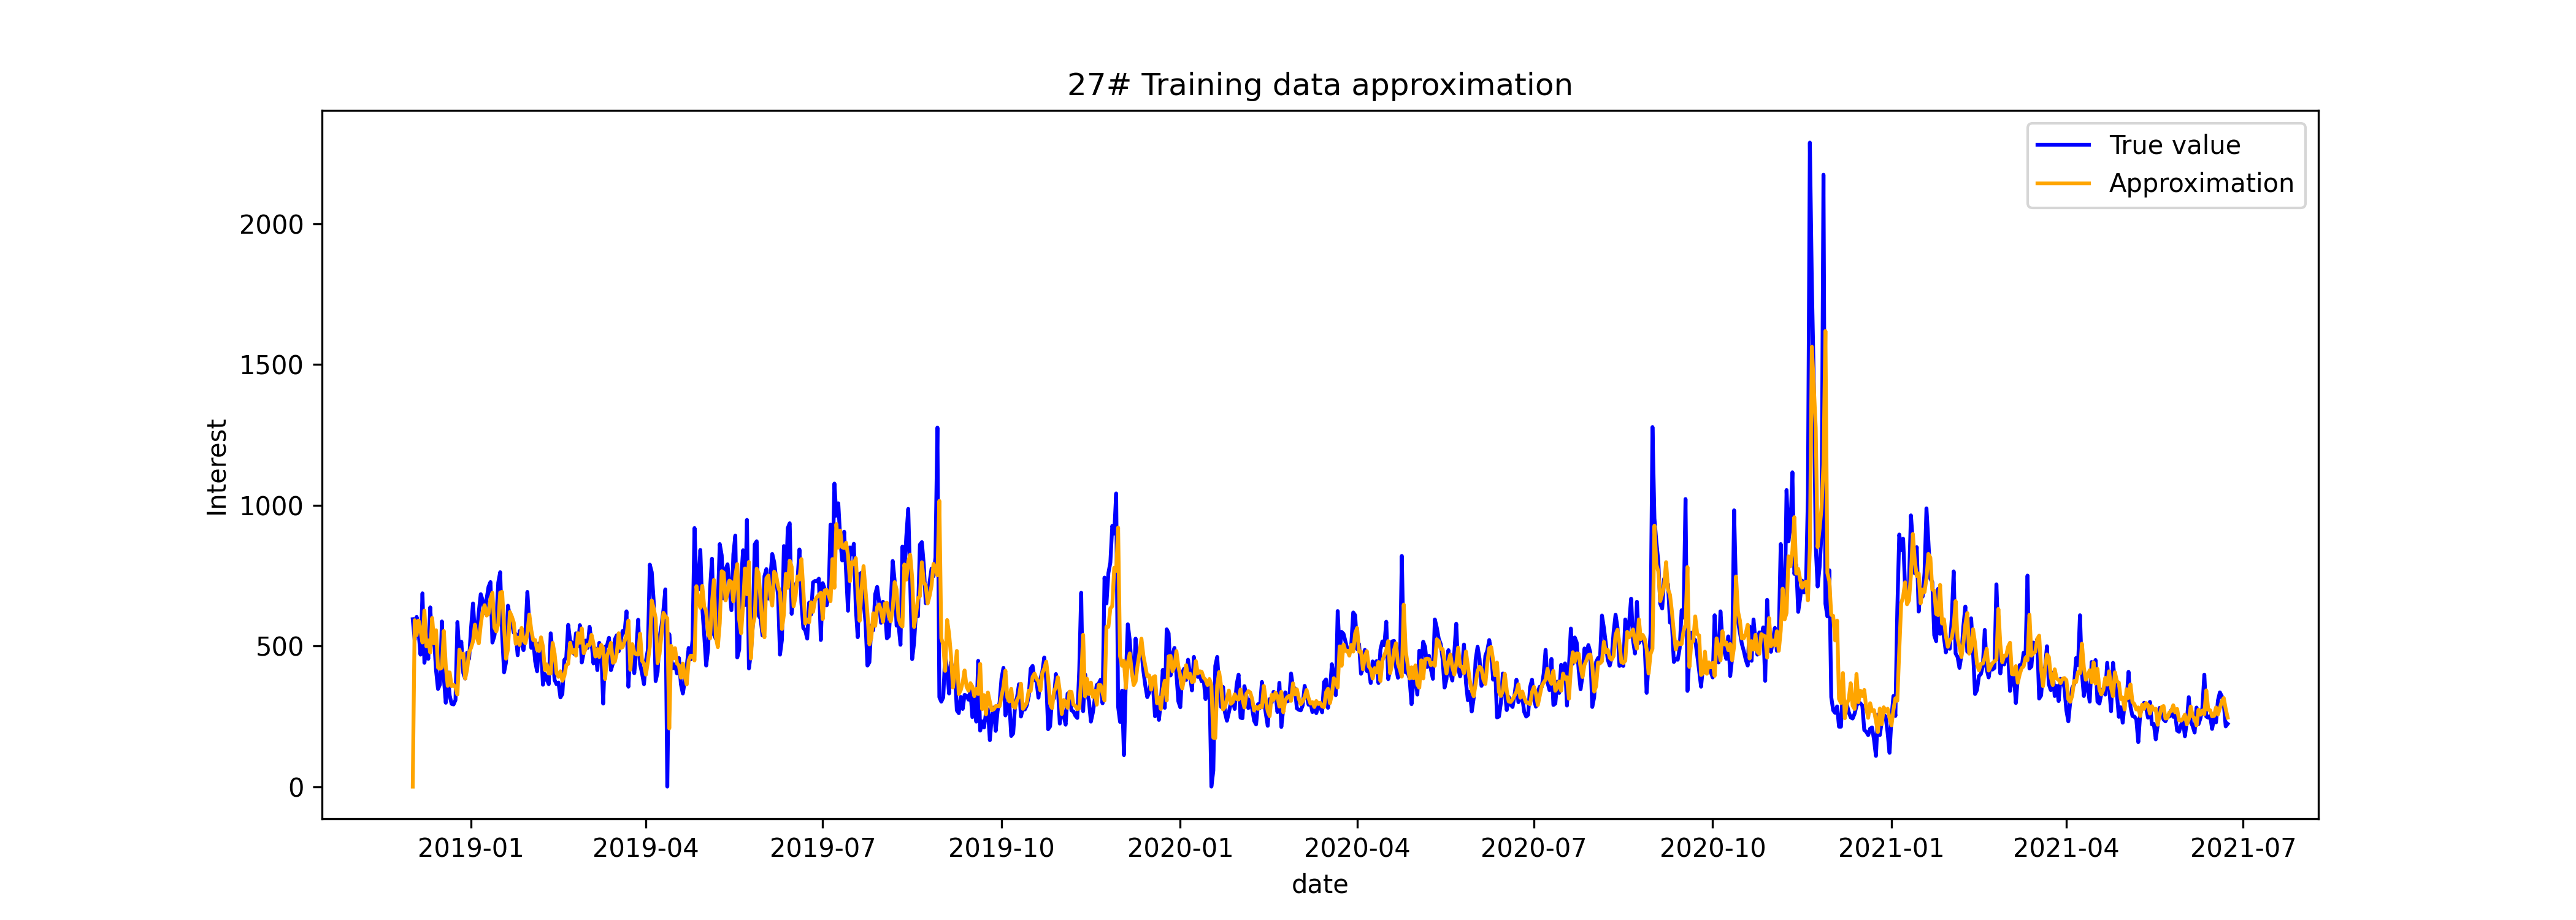 27# Training data approximation
True value
Approximation
Interest
2000
1500
1000
500
0
2019-01 2019-04 2019-07 2019-10 2020-01 2020-04 2020-07 2020-10 2021-01 2021-04 2021-07
date